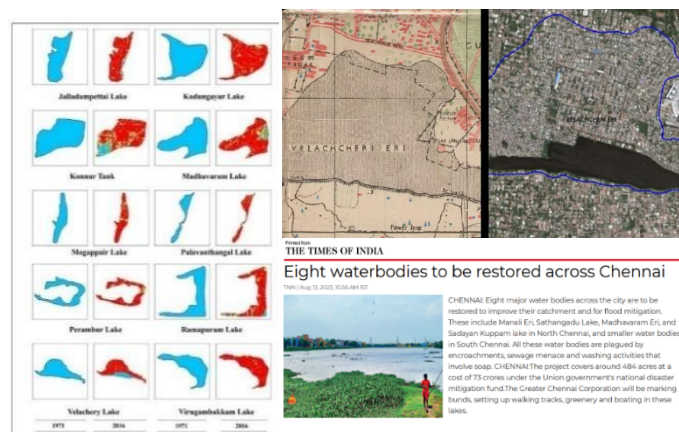 Jalladampettai Lake
Kodungayur Lake
Konnur Tank
Madhavaram Lake
Mogappair Lake
Palavanthangal Lake
Perambur Lake
Ramapuram Lake
Velachery Lake
Virugambakkam Lake
1971
2016
1971
2016
VELACHCHERI ERI
VELACHCHERI ERI
Printed from
THE TIMES OF INDIA
Eight waterbodies to be restored across Chennai
TNN | Aug 13, 2023, 10.56 AM IST
CHENNAI: Eight major water bodies across the city are to be
restored to improve their catchment and for flood mitigation.
These include Manali Eri, Sathangadu Lake, Madhavaram Eri, and
Sadayan Kuppam lake in North Chennai, and smaller water bodies
in South Chennai. All these water bodies are plagued by
encroachments, sewage menace and washing activities that
involve soap. CHENNAI:The project covers around 484 acres at a
cost of 73 crores under the Union government's national disaster
mitigation fund.The Greater Chennai Corporation will be marking
bunds, setting up walking tracks, greenery and boating in these
lakes.